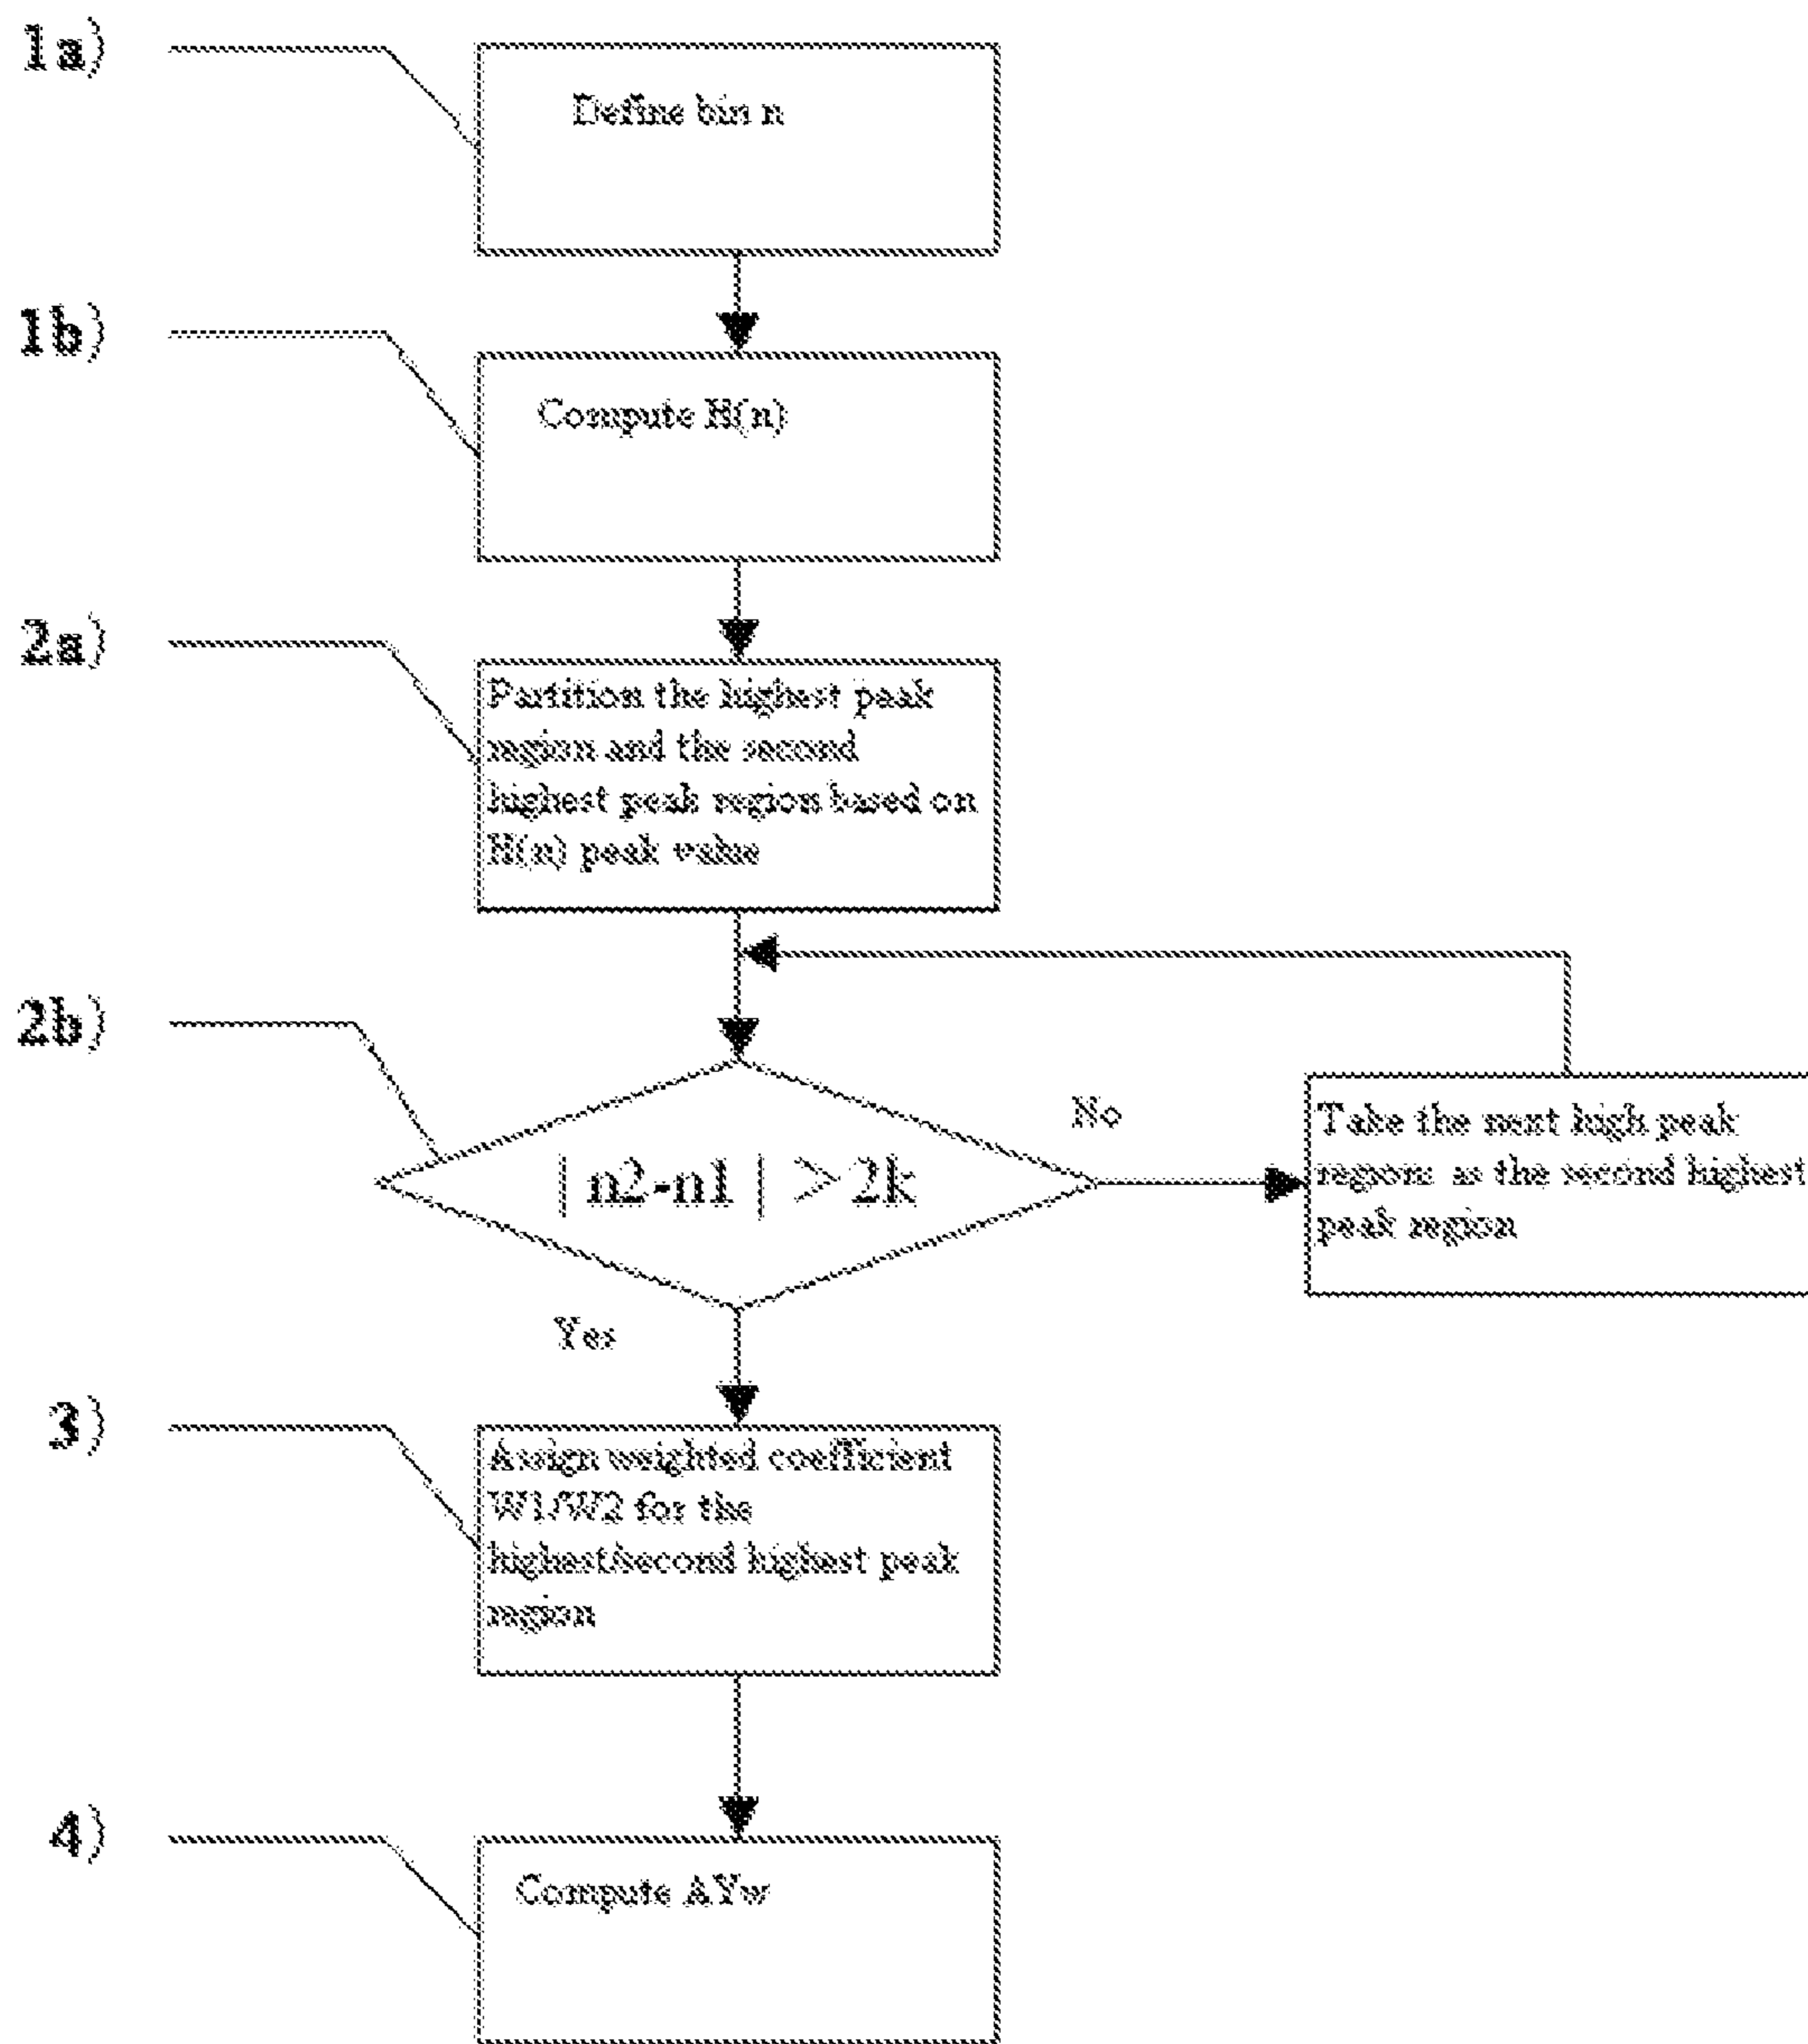 1a)
Define bin n
1b)
Compute H(n)
2a)
Partition the highest peak
region and the second
highest peak region based on
H(n) peak value
2b)
| n2-n1 | > 2k
No
Take the next high peak
regions as the second highest
peak region
Yes
3)
Assign weighted coefficient
W1/W2 for the
highest/second highest peak
region
4)
Compute AYw